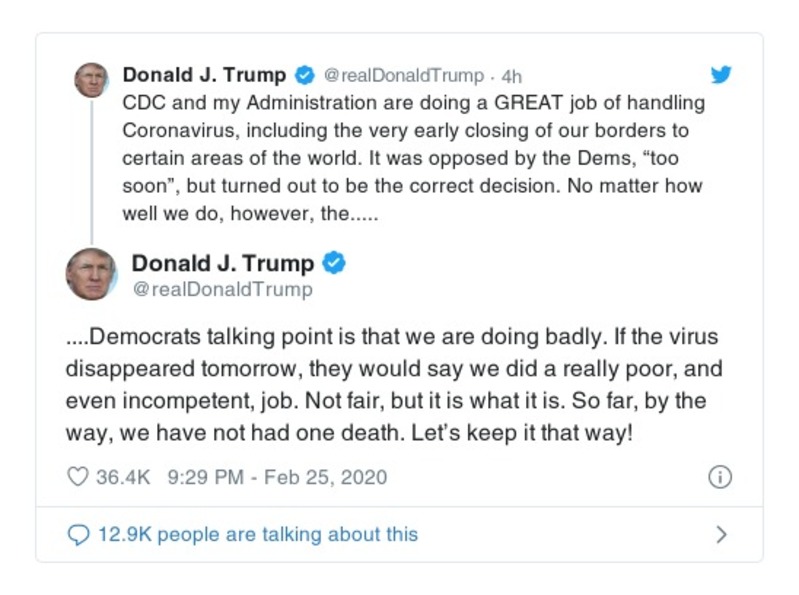 Donald J. Trump @realDonaldTrump · 4h
CDC and my Administration are doing a GREAT job of handling
Coronavirus, including the very early closing of our borders to
certain areas of the world. It was opposed by the Dems, “too
soon”, but turned out to be the correct decision. No matter how
well we do, however, the.....
Donald J. Trump
@realDonaldTrump
....Democrats talking point is that we are doing badly. If the virus
disappeared tomorrow, they would say we did a really poor, and
even incompetent, job. Not fair, but it is what it is. So far, by the
way, we have not had one death. Let’s keep it that way!
36.4K 9:29 PM - Feb 25, 2020
12.9K people are talking about this